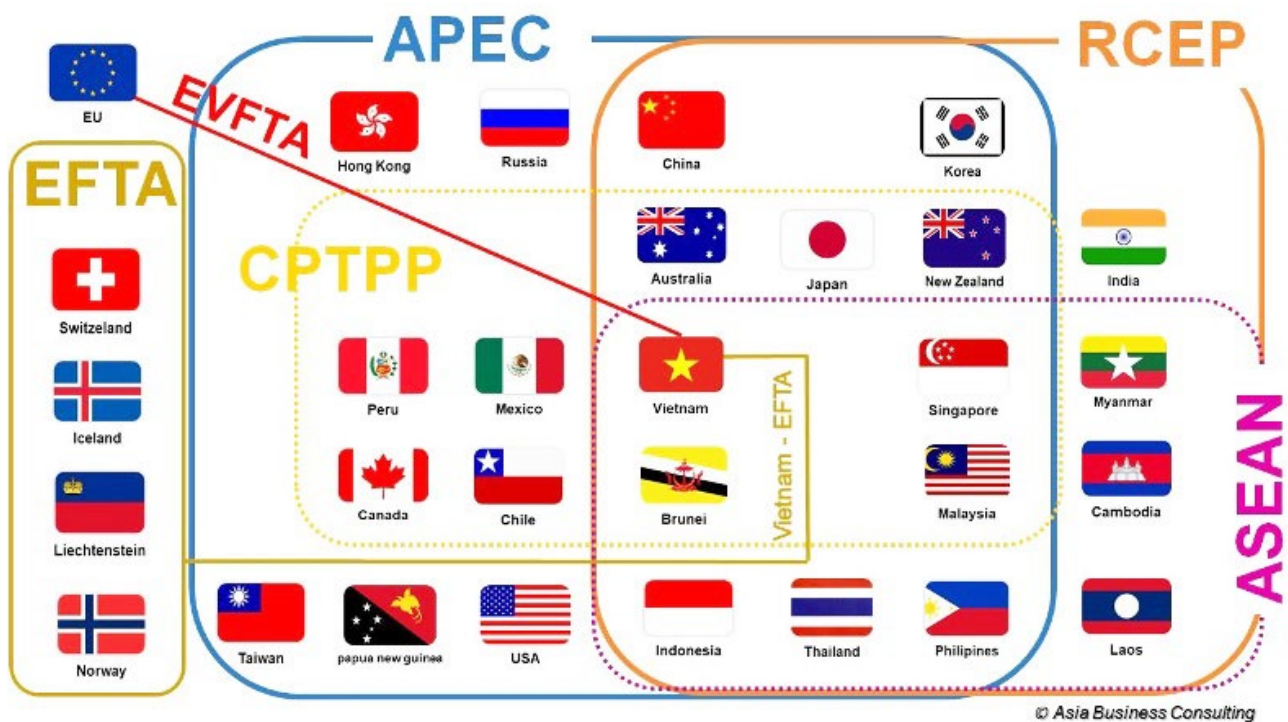 APEC
RCEP
EU
EVFTA
Hong Kong
Russia
China
Korea
EFTA
CPTPP
Australia
Japan
New Zealand
India
Switzeland
Iceland
Peru
Mexico
Vietnam
Vietnam - EFTA
Singapore
Myanmar
ASEAN
Liechtenstein
Canada
Chile
Brunei
Malaysia
Cambodia
Norway
Taiwan
papua new guinea
USA
Indonesia
Thailand
Philipines
Laos
© Asia Business Consulting